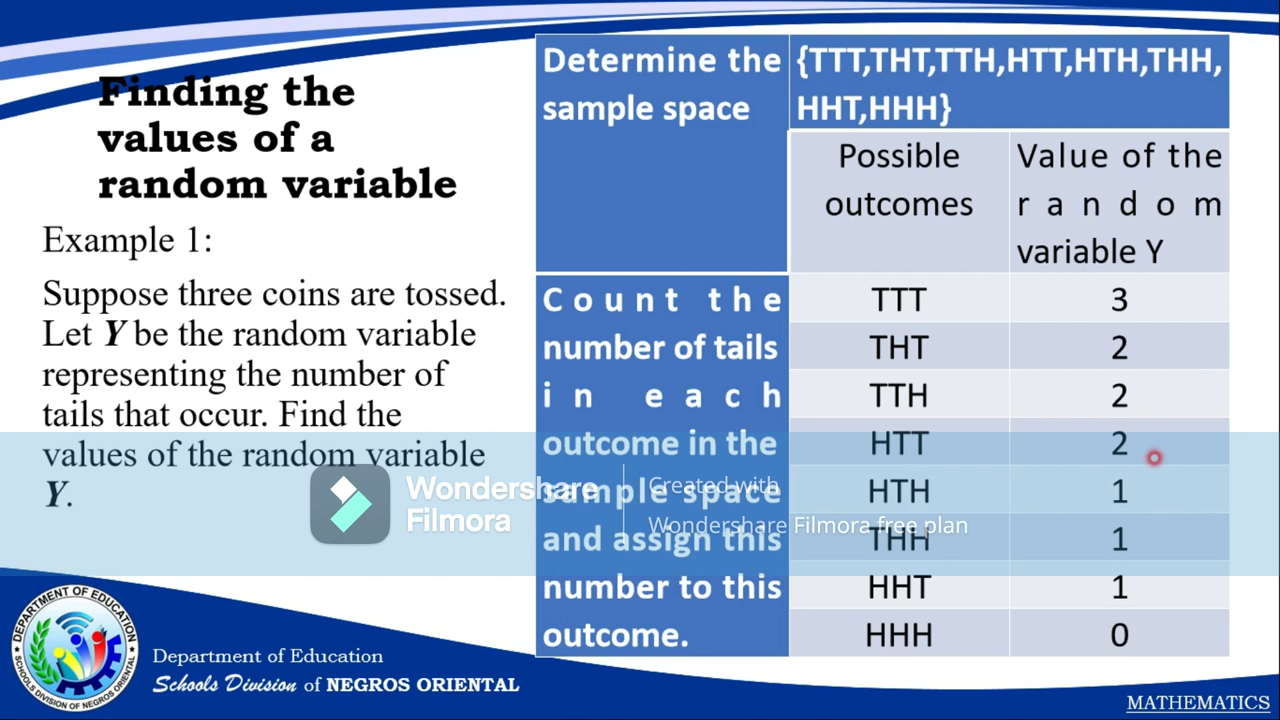 Finding the
values of a
random variable
Example 1:
Suppose three coins are tossed.
Let Y be the random variable
representing the number of
tails that occur. Find the
values of the random variable
Y.
Determine the
sample space
{TTT,THT,TTH,HTT,HTH,THH,
HHT,HHH}
Possible
outcomes
Value of the
random
variable Y
Count the
number of tails
in each
outcome in the
sample space
and assign this
number to this
outcome.
TTT 3
THT 2
TTH 2
HTT 2
HTH 1
THH 1
HHT 1
HHH 0
Wondershare
Filmora
Created with
Wondershare Filmora free plan
DEPARTMENT OF EDUCATION
SCHOOLS DIVISION OF NEGROS ORIENTAL
Department of Education
Schools Division of NEGROS ORIENTAL
MATHEMATICS